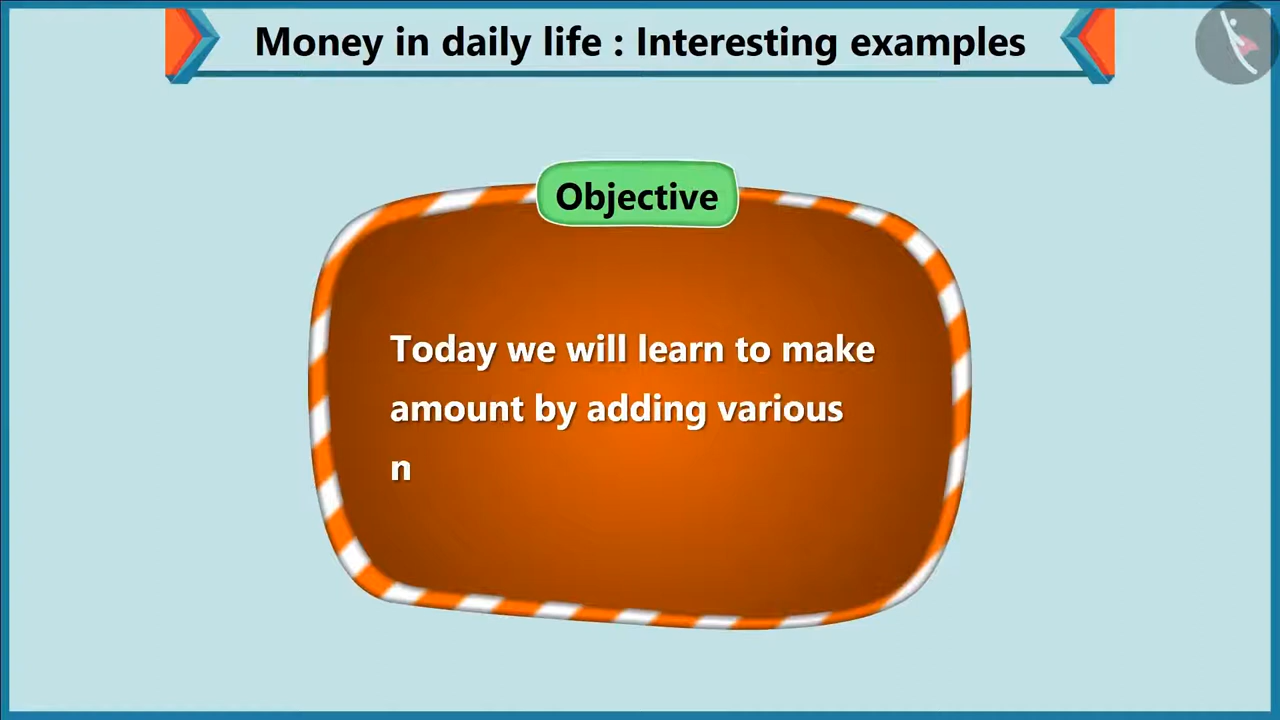 Money in daily life : Interesting examples
Objective
Today we will learn to make
amount by adding various
n